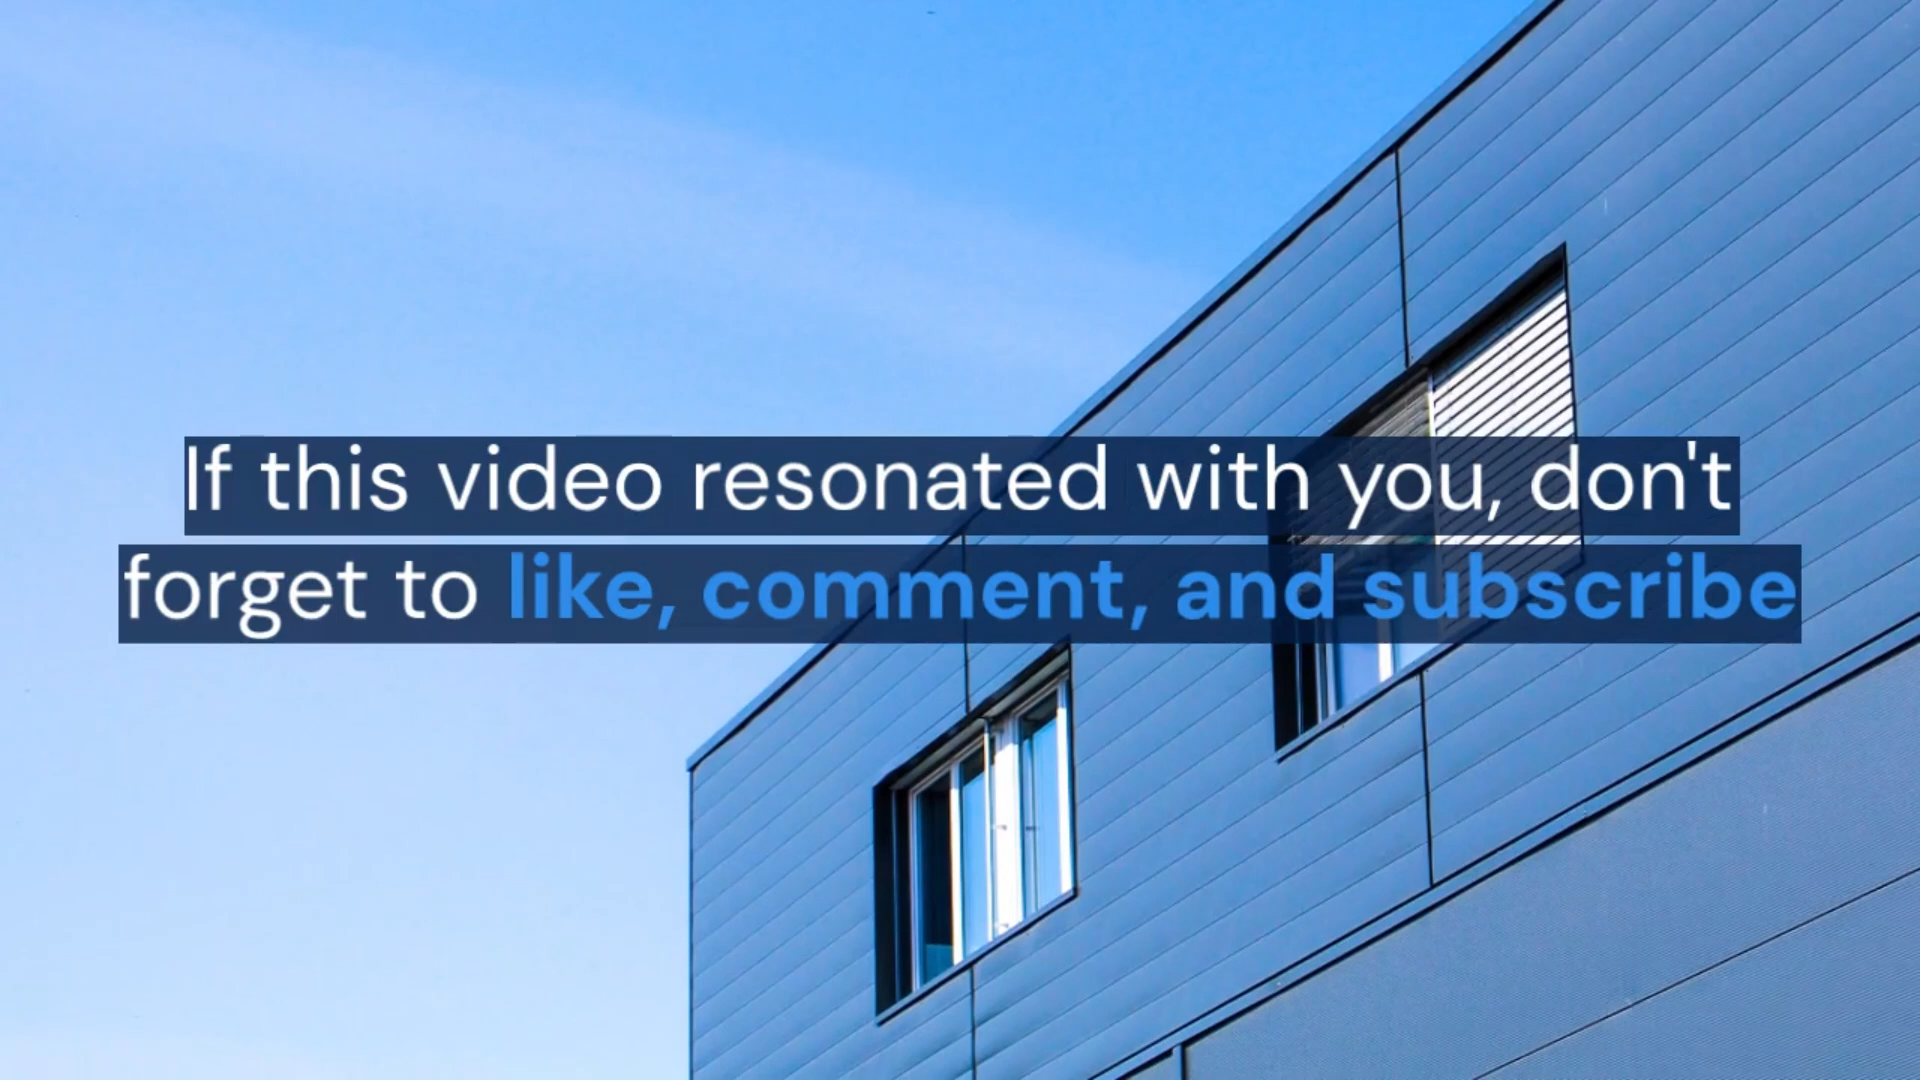 If this video resonated with you, don't
forget to like, comment, and subscribe